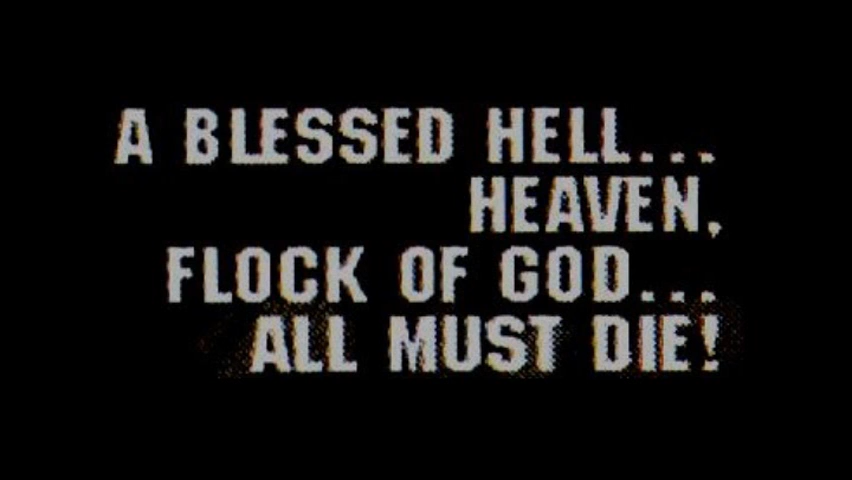 A BLESSED HELL...
HEAVEN.
FLOCK OF GOD...
ALL MUST DIE!